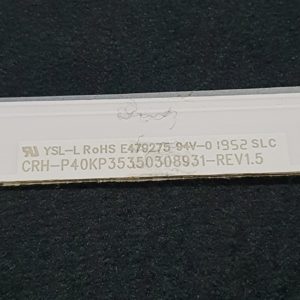 YSL-L RoHS E479275 94V-0 1952 SLC
CRH-P40KP35350308931-REV1.5